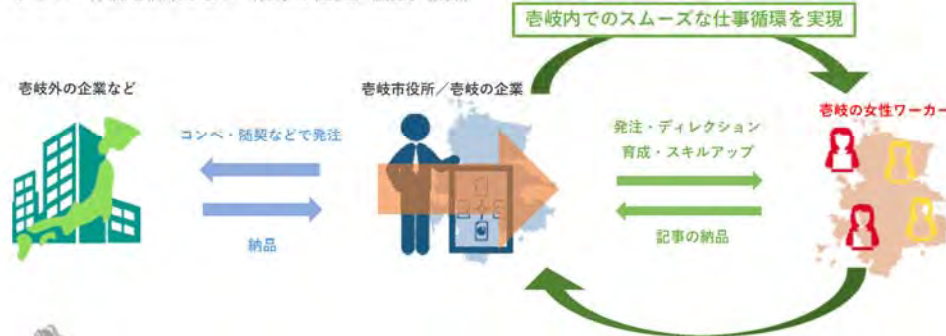 壱岐内でのスムーズな仕事循環を実現
壱岐外の企業など
壱岐市役所／壱岐の企業
壱岐の女性ワーカー
コンペ・随契などで発注
発注・ディレクション
育成・スキルアップ
納品
記事の納品